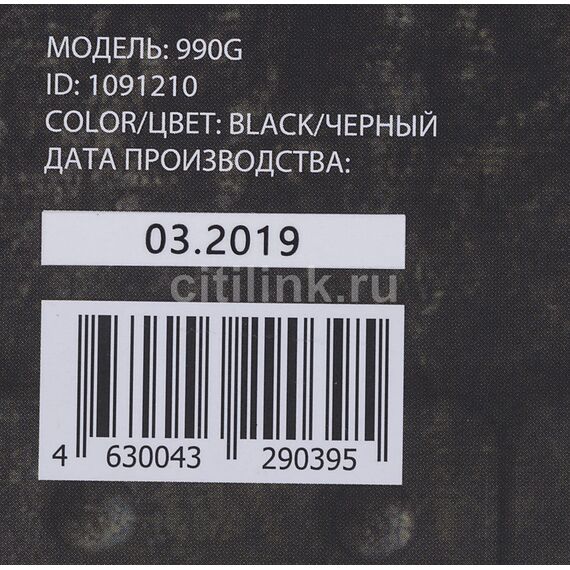 МОДЕЛЬ: 990G
ID: 1091210
COLOR/ЦВЕТ: BLACK/ЧЕРНЫЙ
ДАТА ПРОИЗВОДСТВА:
03.2019
citilink.ru
4 630043 290395